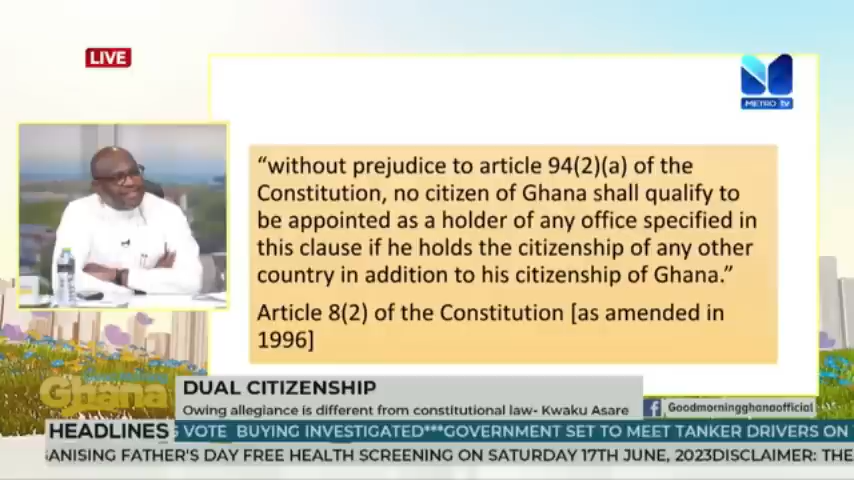 LIVE
METRO TV
“without prejudice to article 94(2)(a) of the
Constitution, no citizen of Ghana shall qualify to
be appointed as a holder of any office specified in
this clause if he holds the citizenship of any other
country in addition to his citizenship of Ghana.”
Article 8(2) of the Constitution [as amended in
1996]
Ghana
DUAL CITIZENSHIP
Owing allegiance is different from constitutional law- Kwaku Asare
Goodmorningghanaofficial
HEADLINES
VOTE BUYING INVESTIGATED***GOVERNMENT SET TO MEET TANKER DRIVERS ON
ANISING FATHER'S DAY FREE HEALTH SCREENING ON SATURDAY 17TH JUNE, 2023DISCLAIMER: THE